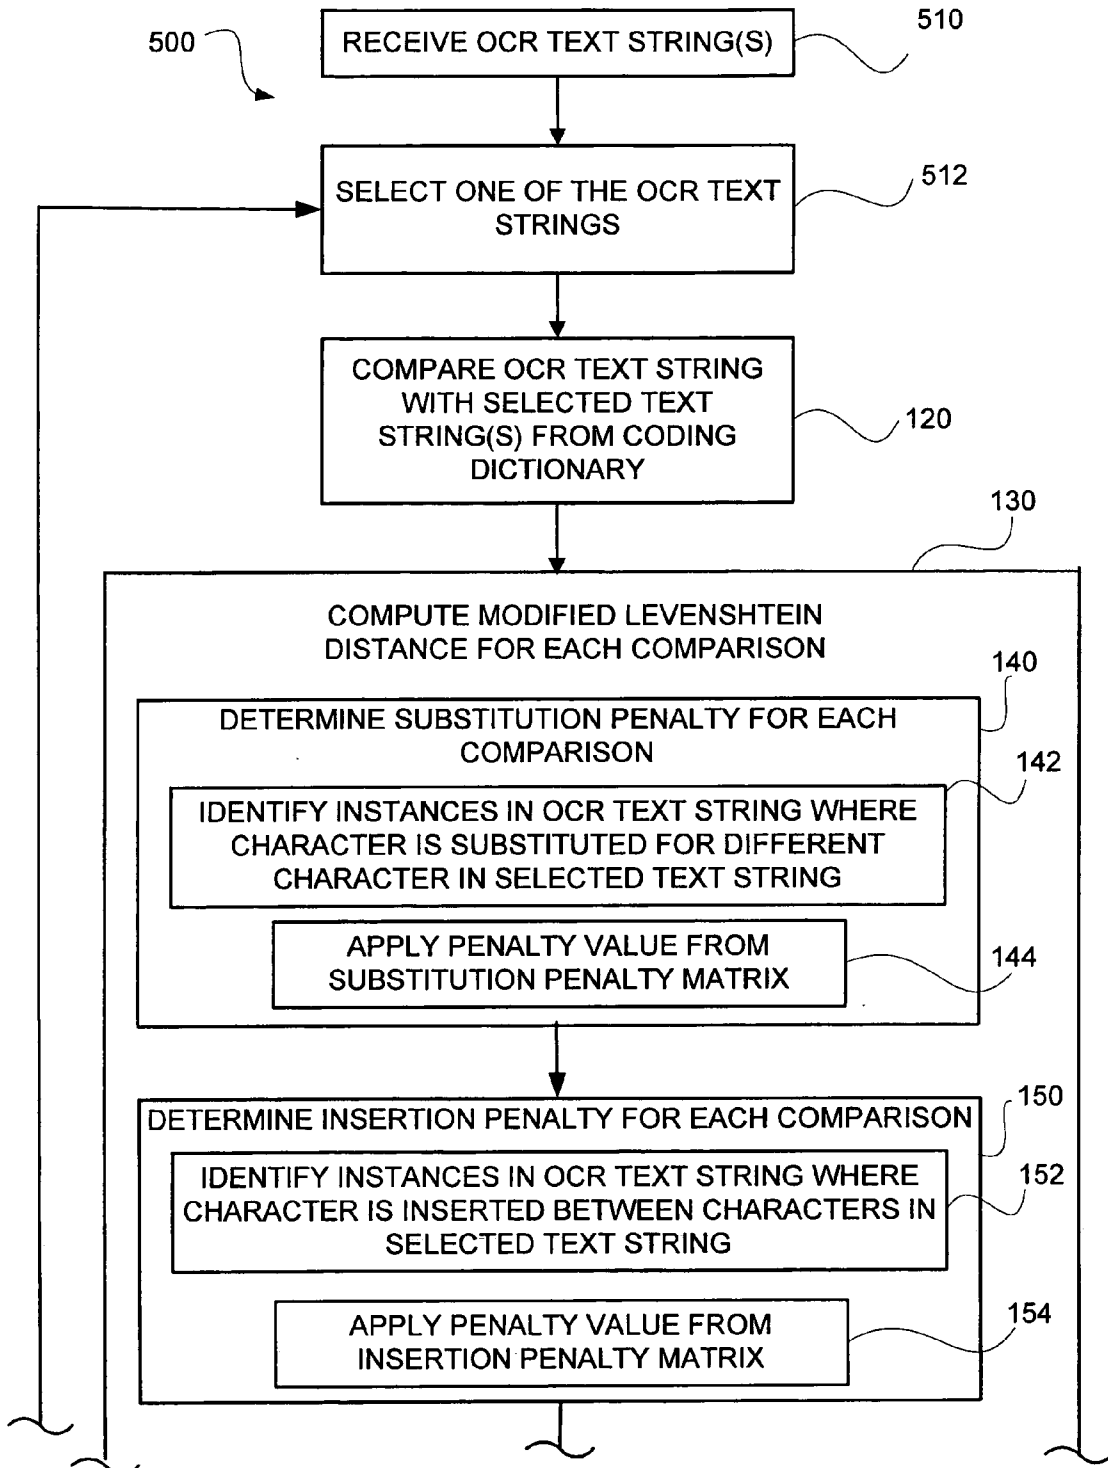 500
RECEIVE OCR TEXT STRING(S)
510
SELECT ONE OF THE OCR TEXT
STRINGS
512
COMPARE OCR TEXT STRING
WITH SELECTED TEXT
STRING(S) FROM CODING
DICTIONARY
120
130
COMPUTE MODIFIED LEVENSHTEIN
DISTANCE FOR EACH COMPARISON
140
DETERMINE SUBSTITUTION PENALTY FOR EACH
COMPARISON
142
IDENTIFY INSTANCES IN OCR TEXT STRING WHERE
CHARACTER IS SUBSTITUTED FOR DIFFERENT
CHARACTER IN SELECTED TEXT STRING
APPLY PENALTY VALUE FROM
SUBSTITUTION PENALTY MATRIX
144
150
DETERMINE INSERTION PENALTY FOR EACH COMPARISON
IDENTIFY INSTANCES IN OCR TEXT STRING WHERE
CHARACTER IS INSERTED BETWEEN CHARACTERS IN
SELECTED TEXT STRING
152
APPLY PENALTY VALUE FROM
INSERTION PENALTY MATRIX
154